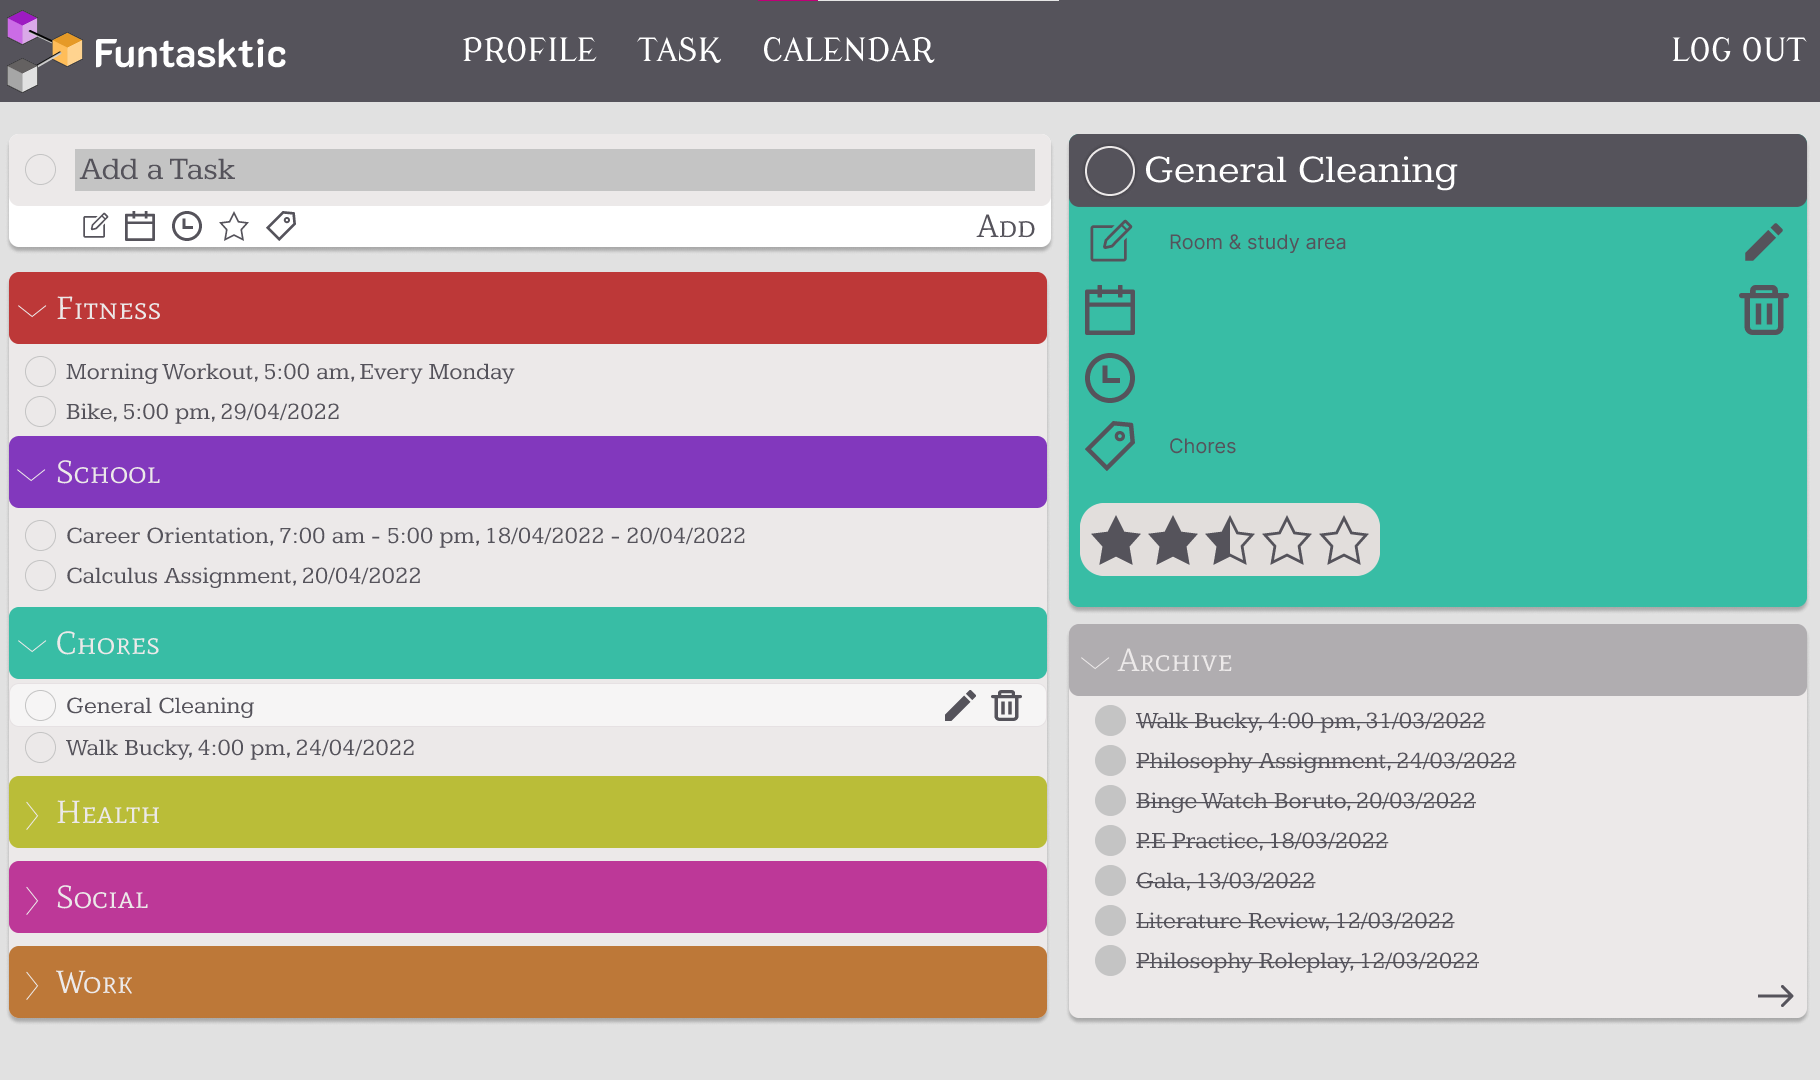 Funtasktic
PROFILE
TASK
CALENDAR
LOG OUT
Add a Task
Add
Fitness
Morning Workout, 5:00 am, Every Monday
Bike, 5:00 pm, 29/04/2022
School
Career Orientation, 7:00 am - 5:00 pm, 18/04/2022 - 20/04/2022
Calculus Assignment, 20/04/2022
Chores
General Cleaning
Walk Bucky, 4:00 pm, 24/04/2022
Health
Social
Work
General Cleaning
Room & study area
Chores
Archive
Walk Bucky, 4:00 pm, 31/03/2022
Philosophy Assignment, 24/03/2022
Binge Watch Boruto, 20/03/2022
P.E Practice, 18/03/2022
Gala, 13/03/2022
Literature Review, 12/03/2022
Philosophy Roleplay, 12/03/2022